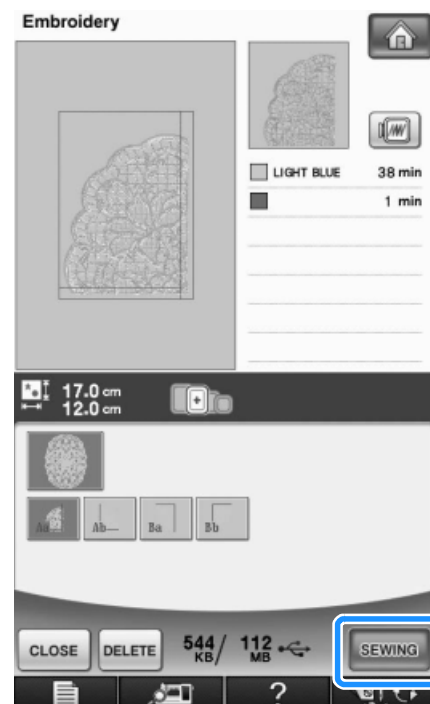 Embroidery
LIGHT BLUE 38 min
1 min
17.0 cm
12.0 cm
Aa Ab Ba Bb
CLOSE DELETE 544 KB/ 112 MB SEWING
?